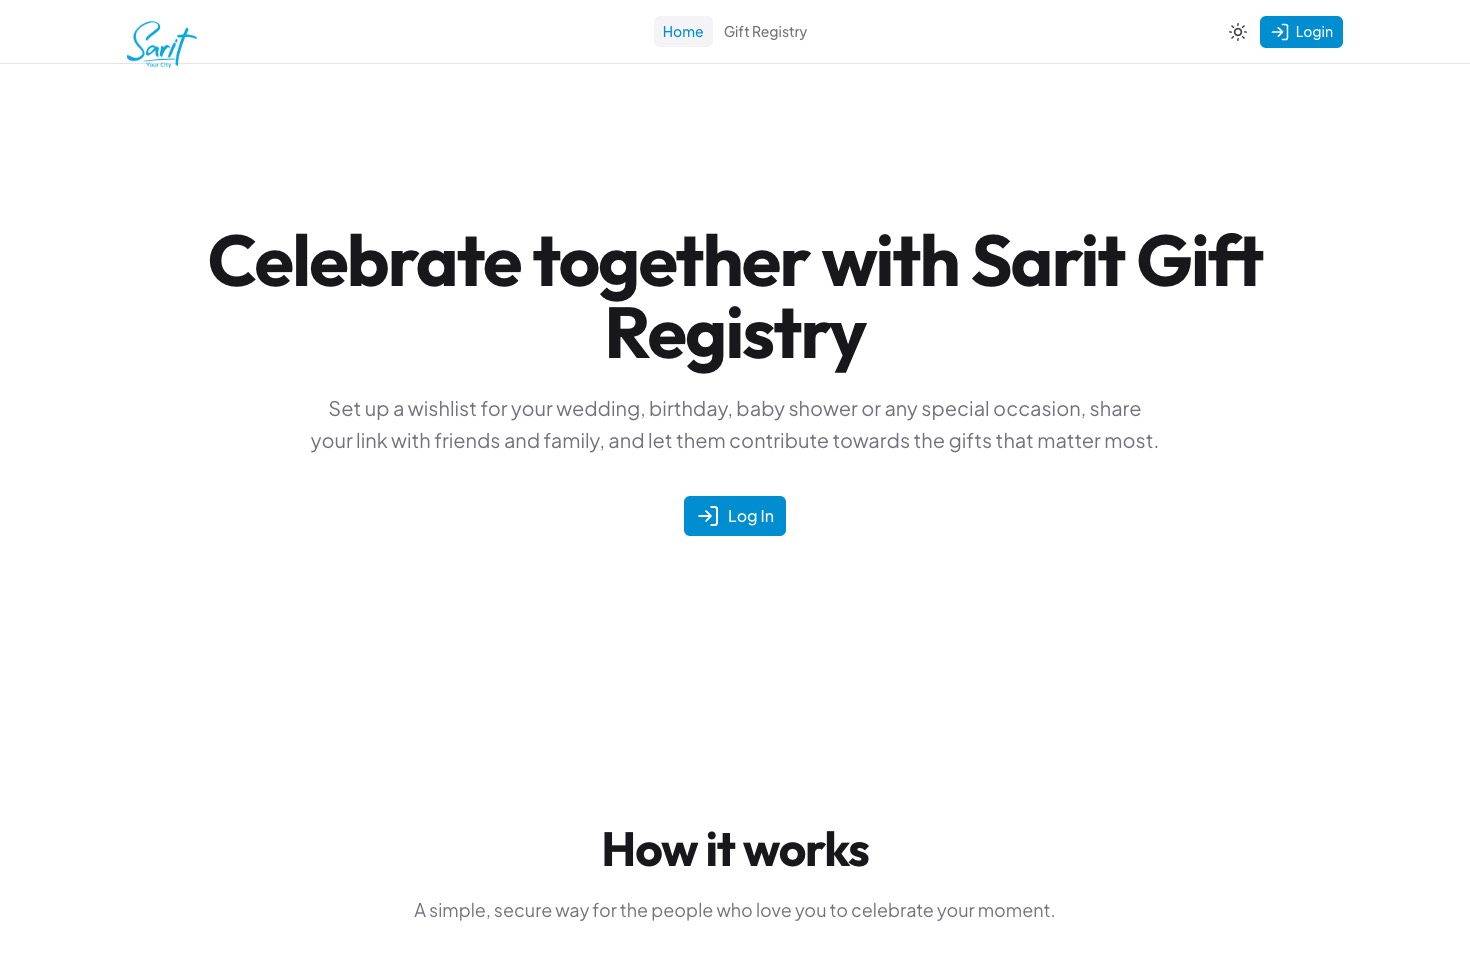 Sarit
Your City
Home
Gift Registry
Login
Celebrate together with Sarit Gift
Registry
Set up a wishlist for your wedding, birthday, baby shower or any special occasion, share
your link with friends and family, and let them contribute towards the gifts that matter most.
Log In
How it works
A simple, secure way for the people who love you to celebrate your moment.